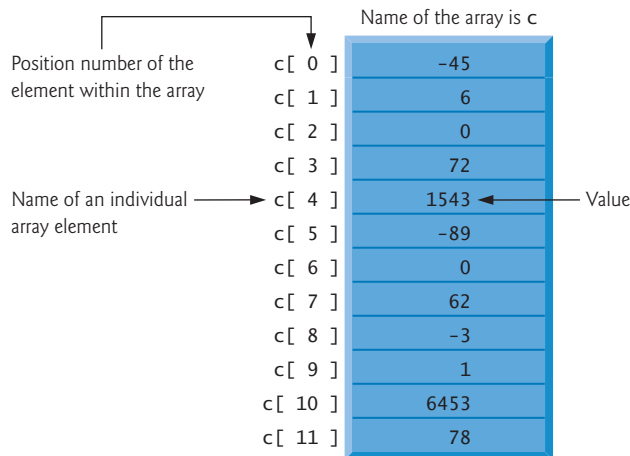 Name of the array is c
Position number of the
element within the array
c[ 0 ] -45
c[ 1 ] 6
c[ 2 ] 0
c[ 3 ] 72
Name of an individual
array element
c[ 4 ] 1543
Value
c[ 5 ] -89
c[ 6 ] 0
c[ 7 ] 62
c[ 8 ] -3
c[ 9 ] 1
c[ 10 ] 6453
c[ 11 ] 78